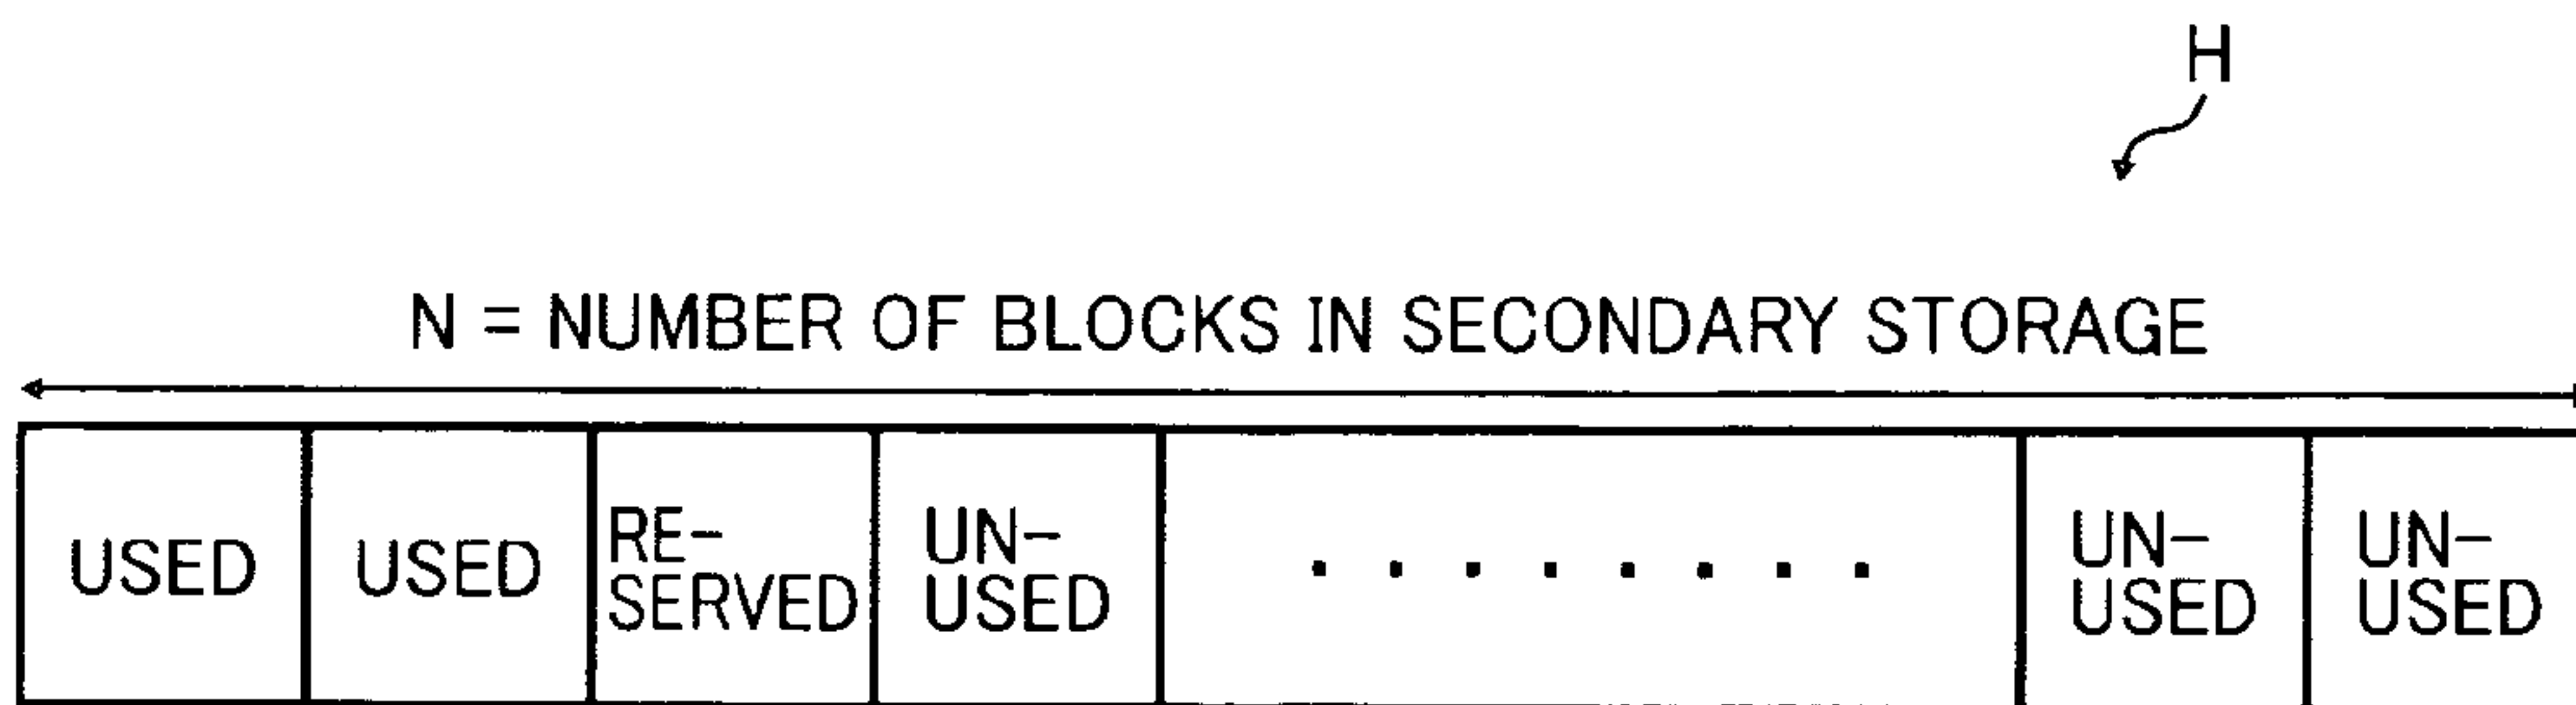 H
N = NUMBER OF BLOCKS IN SECONDARY STORAGE
USED
USED
RE-
SERVED
UN-
USED
UN-
USED
UN-
USED